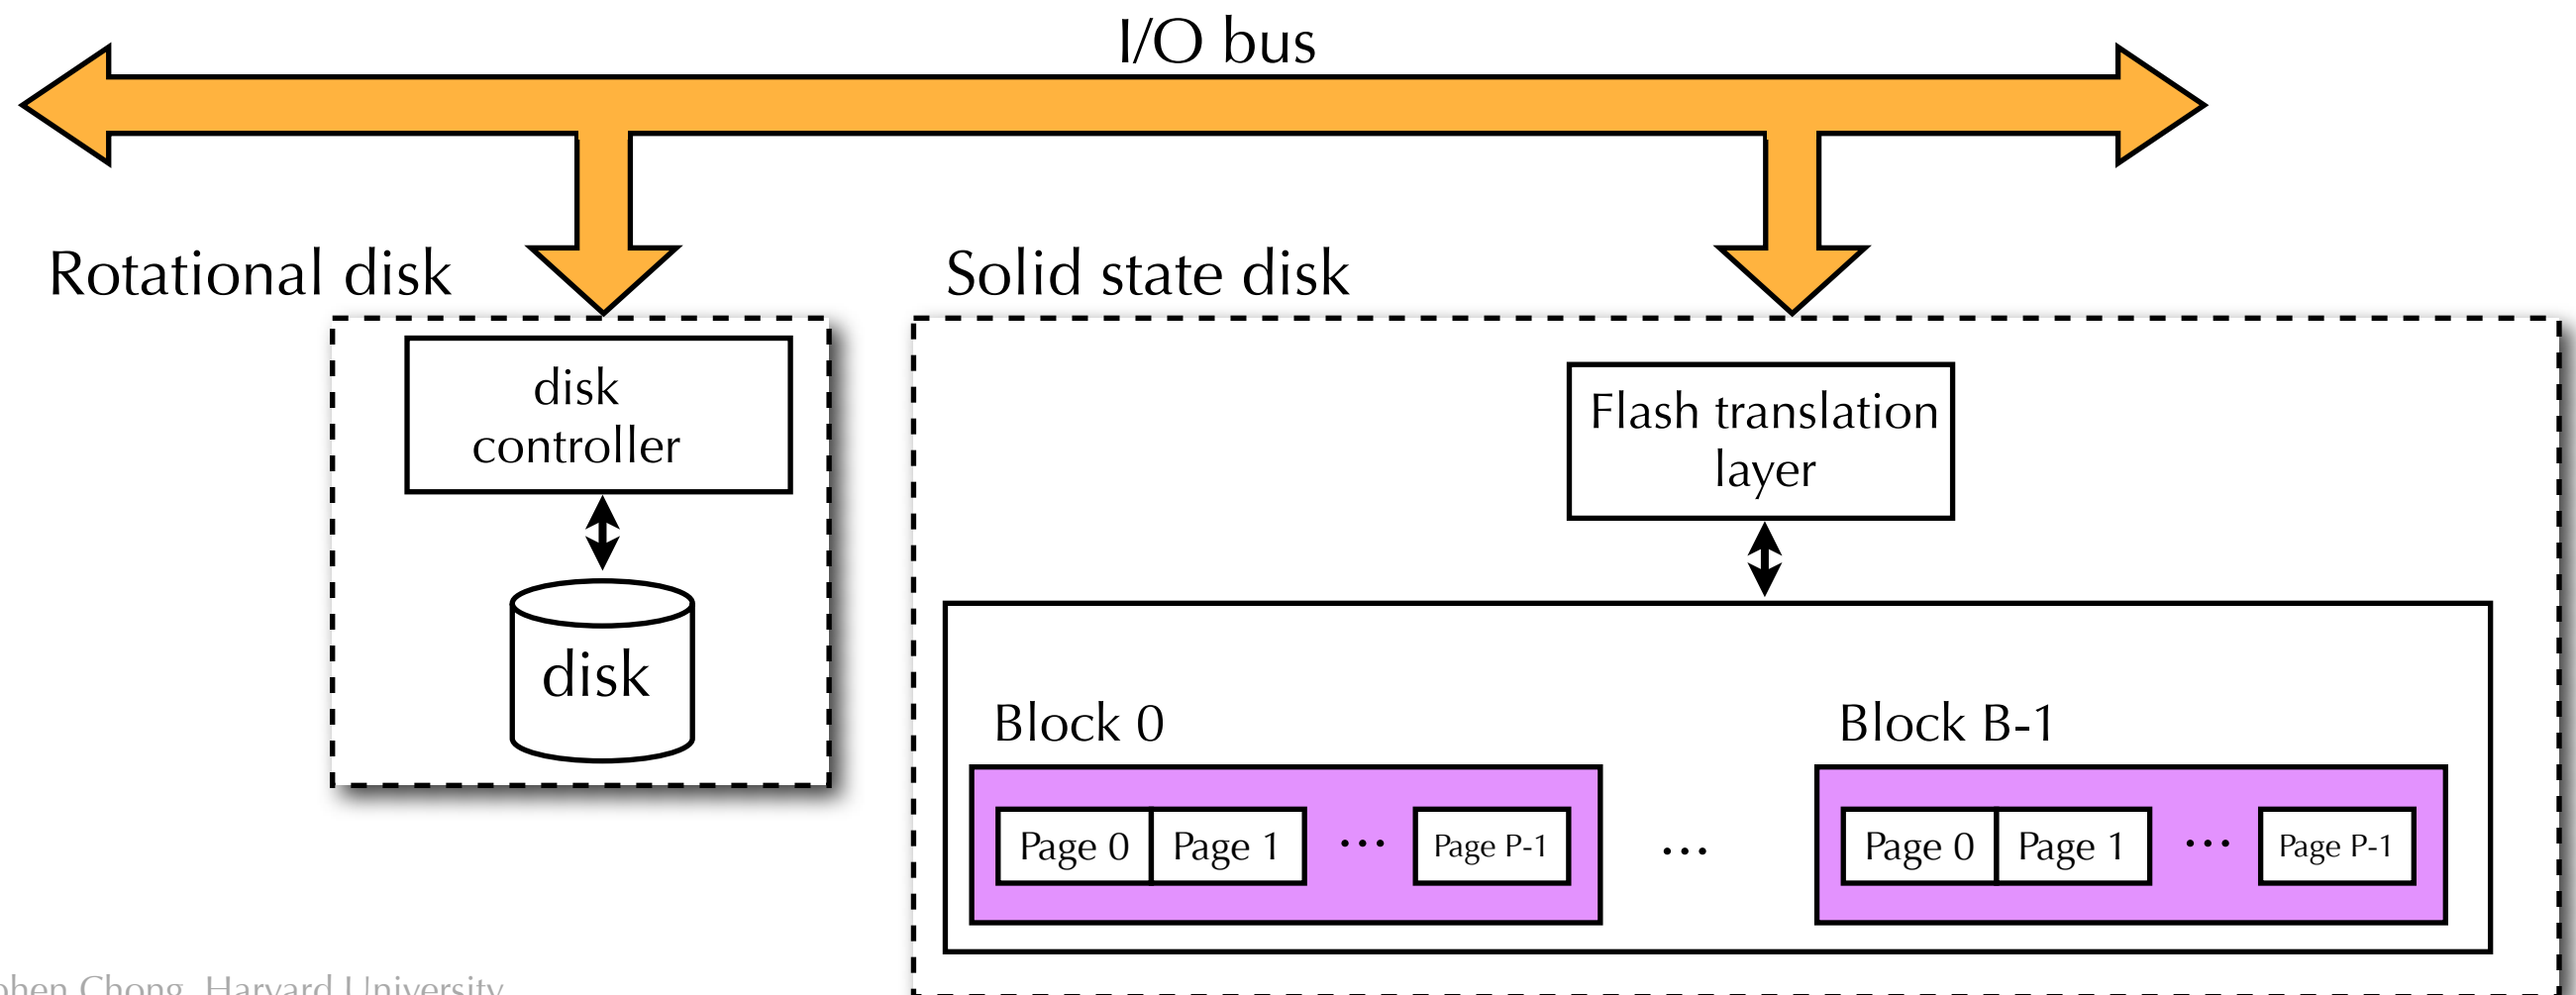 I/O bus
Rotational disk
Solid state disk
disk
controller
Flash translation
layer
disk
Block 0
Block B-1
Page 0
Page 1
...
Page P-1
...
Page 0
Page 1
...
Page P-1
Chong, Harvard University